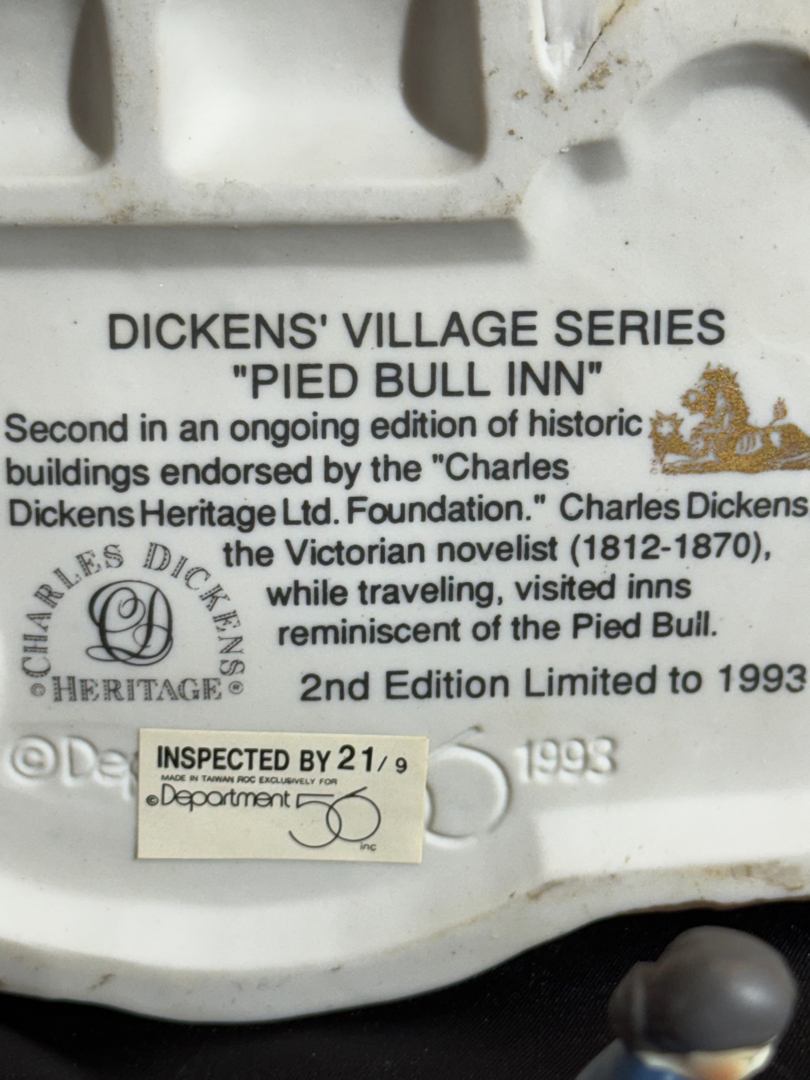 DICKENS' VILLAGE SERIES
"PIED BULL INN"
Second in an ongoing edition of historic
buildings endorsed by the "Charles
Dickens Heritage Ltd. Foundation." Charles Dickens
the Victorian novelist (1812-1870),
while traveling, visited inns
reminiscent of the Pied Bull.
2nd Edition Limited to 1993
CHARLES DICKENS
CD
HERITAGE
© Dep 6 1993
INSPECTED BY 21/9
MADE IN TAIWAN ROC EXCLUSIVELY FOR
©Department 56
inc